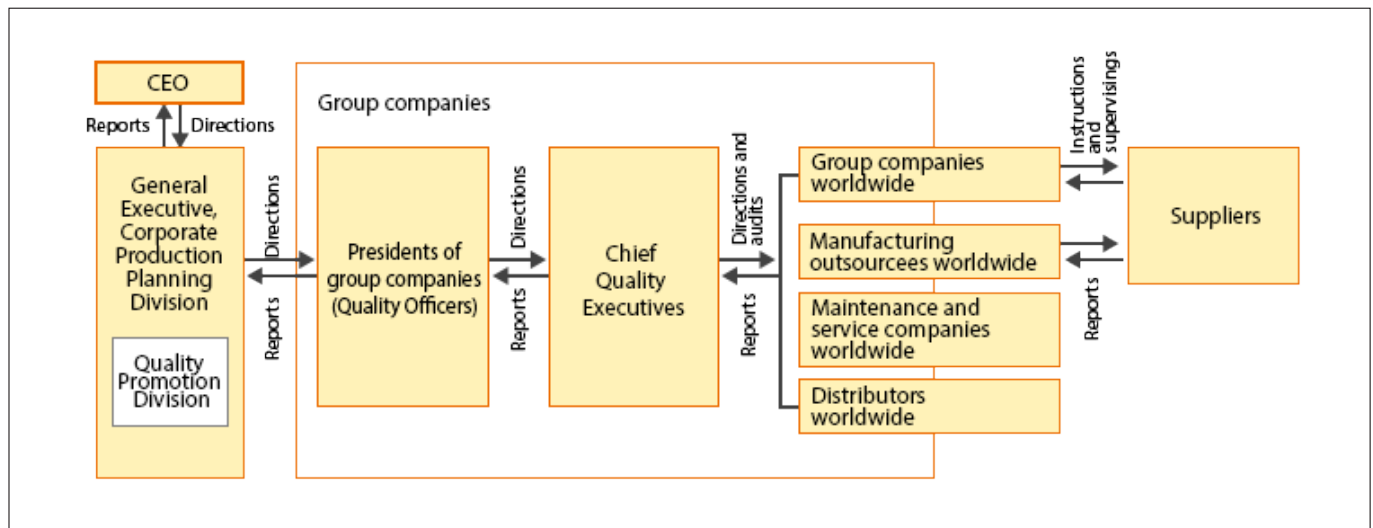 CEO
Reports
Directions
General
Executive,
Corporate
Production
Planning
Division
Quality
Promotion
Division
Directions
Reports
Group companies
Presidents of
group companies
(Quality Officers)
Directions
Reports
Chief
Quality
Executives
Directions and
audits
Reports
Group companies
worldwide
Manufacturing
outsourcees worldwide
Maintenance and
service companies
worldwide
Distributors
worldwide
Instructions
and
supervisings
Reports
Suppliers